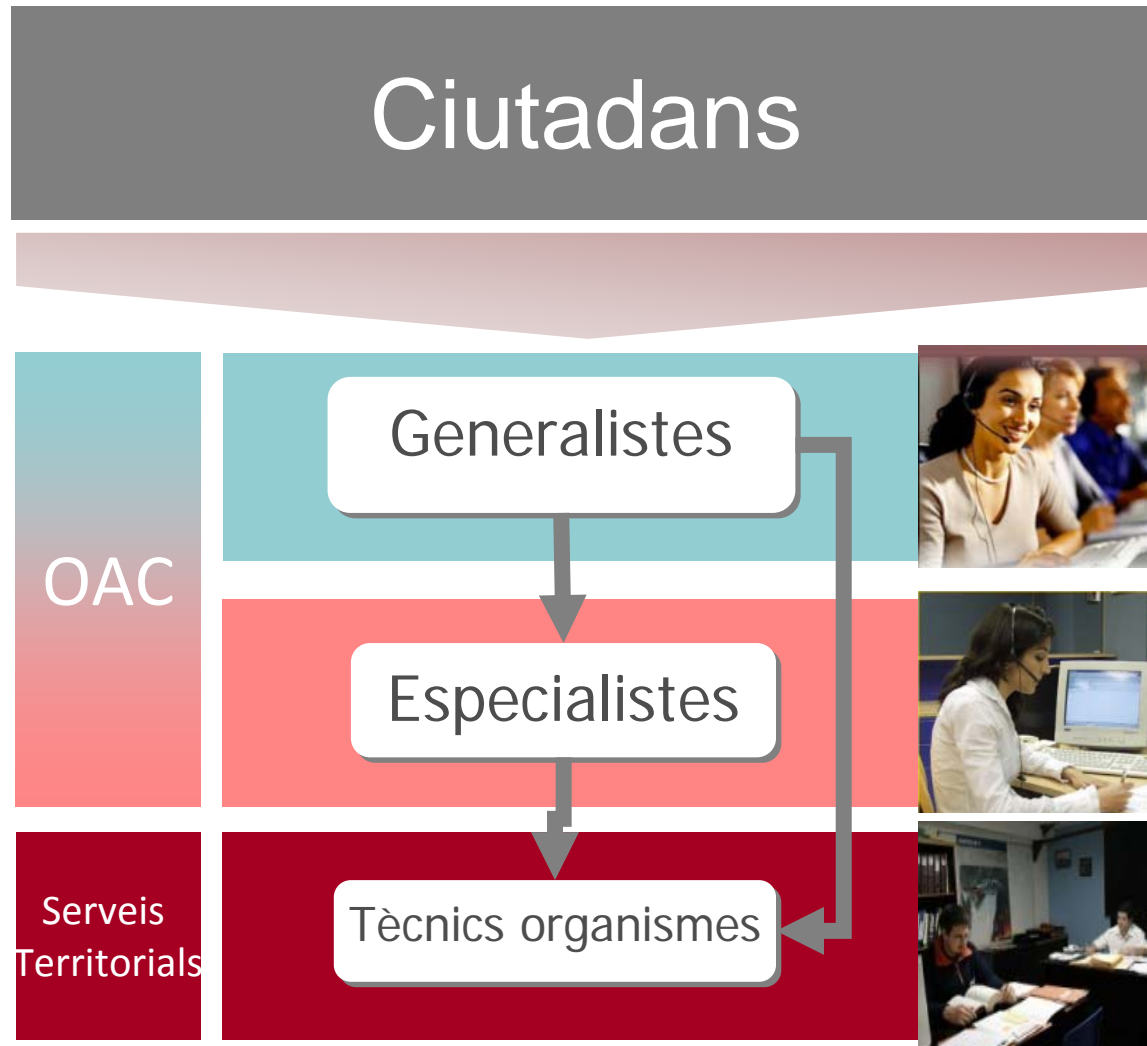 Ciutadans
Generalistes
OAC
Especialistes
Serveis
Territorials
Tècnics organismes